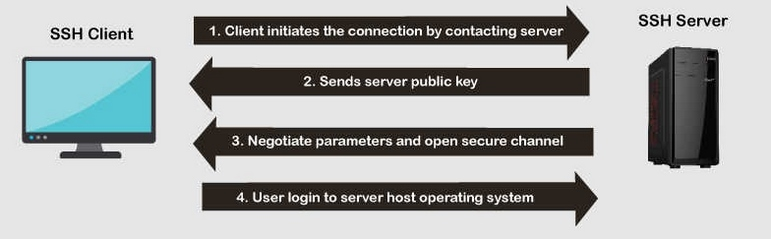 SSH Client
SSH Server
1. Client initiates the connection by contacting server
2. Sends server public key
3. Negotiate parameters and open secure channel
4. User login to server host operating system